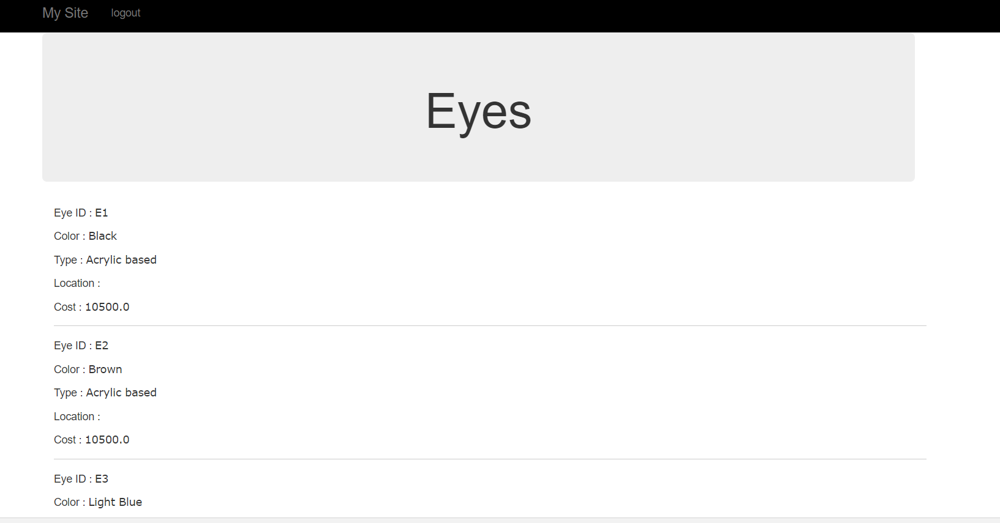 My Site logout
Eyes
Eye ID : E1
Color : Black
Type : Acrylic based
Location :
Cost : 10500.0
Eye ID : E2
Color : Brown
Type : Acrylic based
Location :
Cost : 10500.0
Eye ID : E3
Color : Light Blue